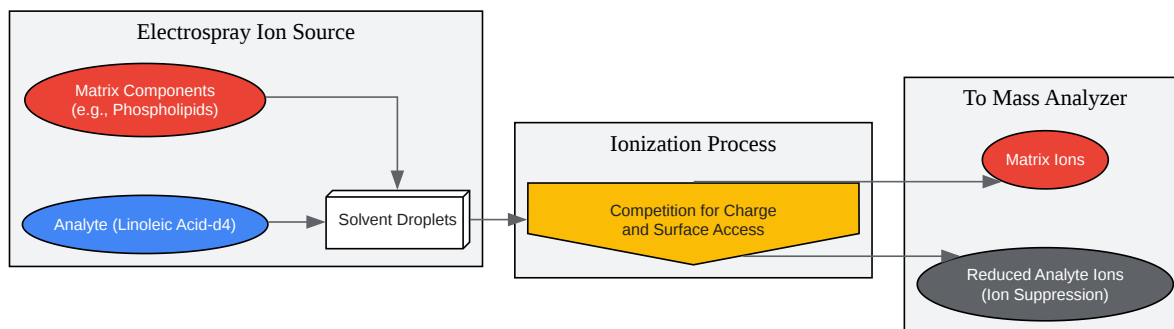 Electrospray Ion Source
Matrix Components
(e.g., Phospholipids)
Analyte (Linoleic Acid-d4)
Solvent Droplets
Ionization Process
Competition for Charge
and Surface Access
To Mass Analyzer
Matrix Ions
Reduced Analyte Ions
(Ion Suppression)